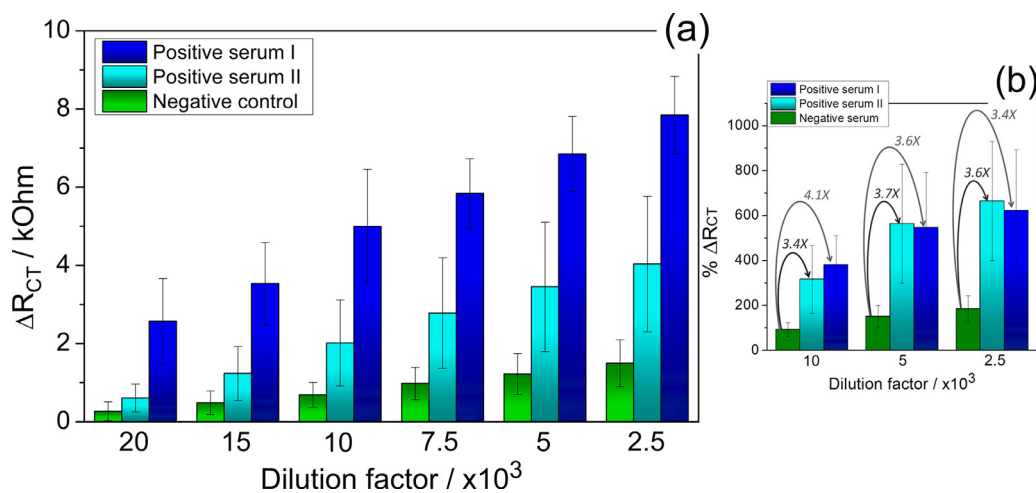 (a)
10
8
6
4
2
0
ΔR_CT / kOhm
Positive serum I
Positive serum II
Negative control
20 15 10 7.5 5 2.5
Dilution factor / x10³
(b)
1000
800
600
400
200
0
% ΔR_CT
Positive serum I
Positive serum II
Negative serum
3.4X
4.1X
3.7X
3.6X
3.6X
3.4X
10 5 2.5
Dilution factor / x10³